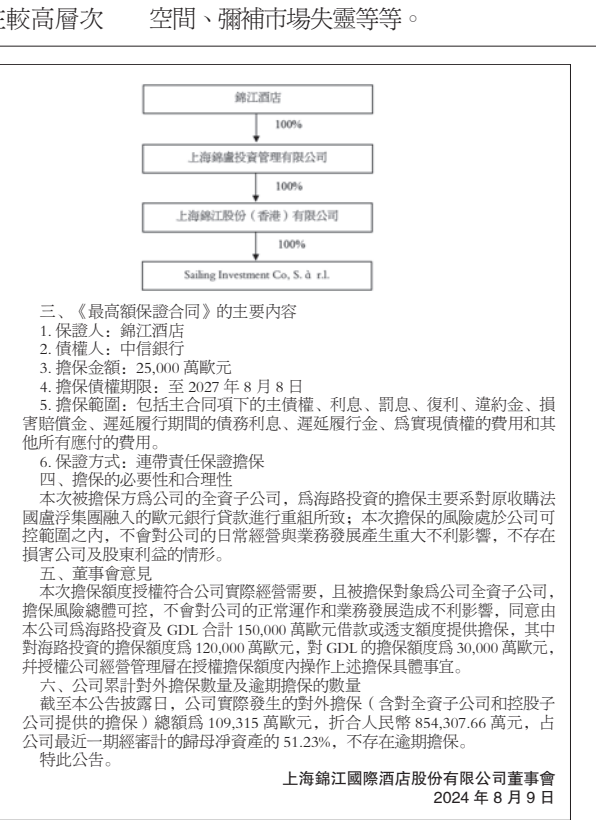 在較高層次
空間、彌補市場失靈等等。
錦江酒店
100%
上海錦盧投資管理有限公司
100%
上海錦江股份（香港）有限公司
100%
Sailing Investment Co, S. à r.l.
三、《最高額保證合同》的主要內容
1. 保證人：錦江酒店
2. 債權人：中信銀行
3. 擔保金額：25,000 萬歐元
4. 擔保債權期限：至 2027 年 8 月 8 日
5. 擔保範圍：包括主合同項下的主債權、利息、罰息、復利、違約金、損
害賠償金、遲延履行期間的債務利息、遲延履行金、爲實現債權的費用和其
他所有應付的費用。
6. 保證方式：連帶責任保證擔保
四、擔保的必要性和合理性
本次被擔保方爲公司的全資子公司，爲海路投資的擔保主要系對原收購法
國盧浮集團融入的歐元銀行貸款進行重組所致；本次擔保的風險處於公司可
控範圍之內，不會對公司的日常經營與業務發展產生重大不利影響，不存在
損害公司及股東利益的情形。
五、董事會意見
本次擔保額度授權符合公司實際經營需要，且被擔保對象爲公司全資子公司，
擔保風險總體可控，不會對公司的正常運作和業務發展造成不利影響，同意由
本公司爲海路投資及 GDL 合計 150,000 萬歐元借款或透支額度提供擔保，其中
對海路投資的擔保額度爲 120,000 萬歐元，對 GDL 的擔保額度爲 30,000 萬歐元，
幷授權公司經營管理層在授權擔保額度內操作上述擔保具體事宜。
六、公司累計對外擔保數量及逾期擔保的數量
截至本公告披露日，公司實際發生的對外擔保（含對全資子公司和控股子
公司提供的擔保）總額爲 109,315 萬歐元，折合人民幣 854,307.66 萬元，占
公司最近一期經審計的歸母淨資產的 51.23%，不存在逾期擔保。
特此公告。
上海錦江國際酒店股份有限公司董事會
2024 年 8 月 9 日